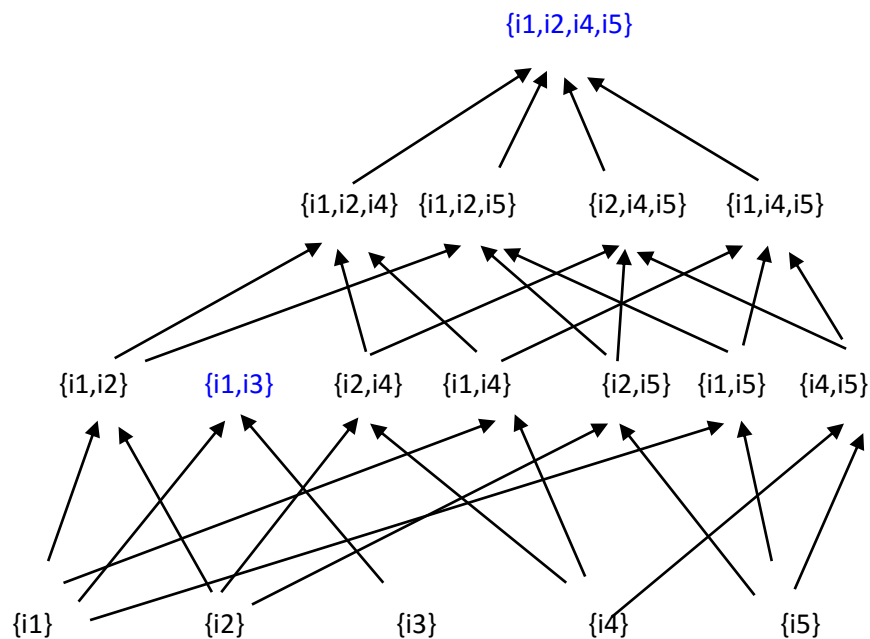 {i1,i2,i4,i5}
{i1,i2,i4} {i1,i2,i5} {i2,i4,i5} {i1,i4,i5}
{i1,i2} {i1,i3} {i2,i4} {i1,i4} {i2,i5} {i1,i5} {i4,i5}
{i1} {i2} {i3} {i4} {i5}